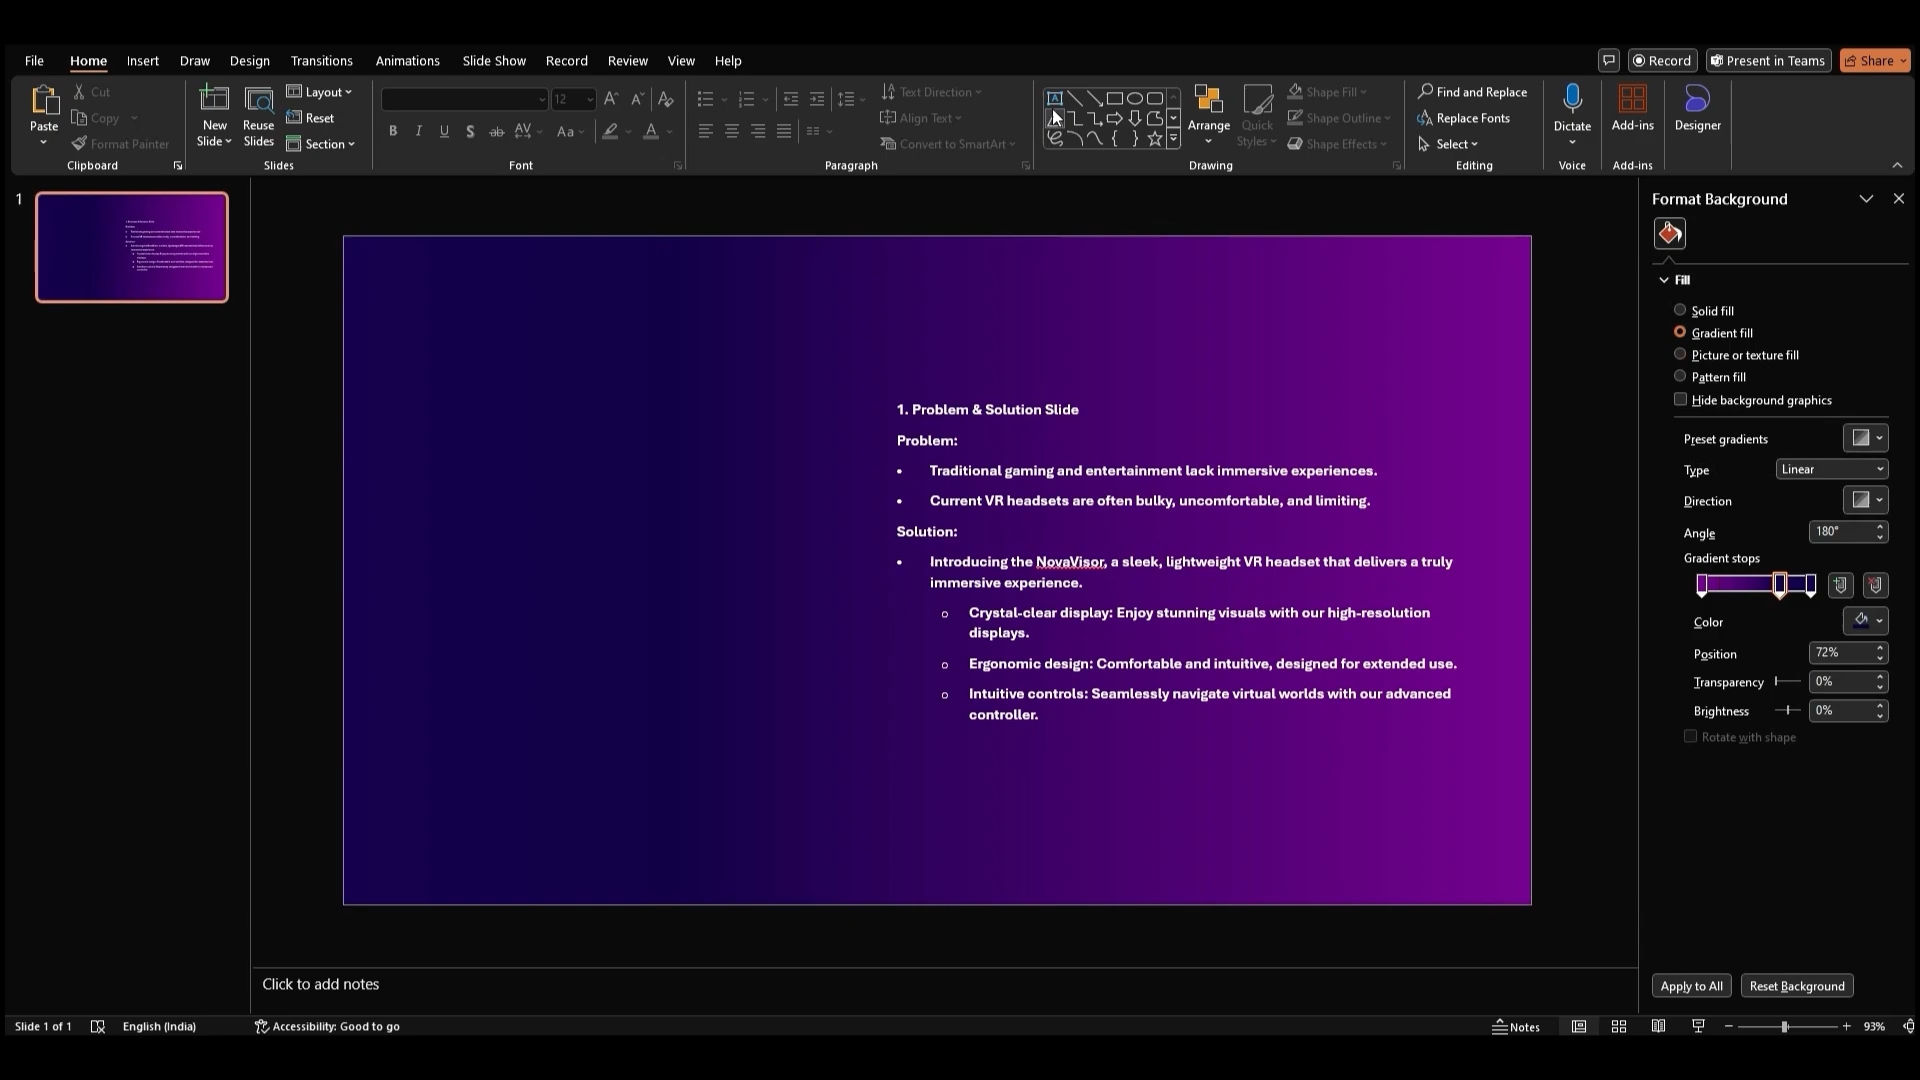 File Home Insert Draw Design Transitions Animations Slide Show Record Review View Help Record Present in Teams Share
Paste Cut Copy Format Painter New Slide Reuse Slides Layout Reset Section 12 B I U S ab AV Aa A Text Direction Align Text Convert to SmartArt Arrange Quick Styles Shape Fill Shape Outline Shape Effects Find and Replace Replace Fonts Select Dictate Add-ins Designer
Clipboard Slides Font Paragraph Drawing Editing Voice Add-ins
1
1. Problem & Solution Slide
Problem:
• Traditional gaming and entertainment lack immersive experiences.
• Current VR headsets are often bulky, uncomfortable, and limiting.
Solution:
• Introducing the NovaVisor, a sleek, lightweight VR headset that delivers a truly
immersive experience.
o Crystal-clear display: Enjoy stunning visuals with our high-resolution
displays.
o Ergonomic design: Comfortable and intuitive, designed for extended use.
o Intuitive controls: Seamlessly navigate virtual worlds with our advanced
controller.
Format Background
Fill
Solid fill
Gradient fill
Picture or texture fill
Pattern fill
Hide background graphics
Preset gradients
Type Linear
Direction
Angle 180°
Gradient stops
Color
Position 72%
Transparency 0%
Brightness 0%
Rotate with shape
Apply to All Reset Background
Click to add notes
Slide 1 of 1 English (India) Accessibility: Good to go Notes 93%